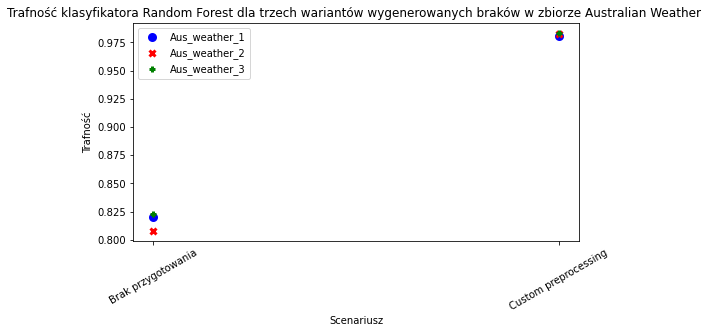 Trafność klasyfikatora Random Forest dla trzech wariantów wygenerowanych braków w zbiorze Australian Weather
Aus_weather_1
Aus_weather_2
Aus_weather_3
Trafność
0.975
0.950
0.925
0.900
0.875
0.850
0.825
0.800
Brak przygotowania
Custom preprocessing
Scenariusz